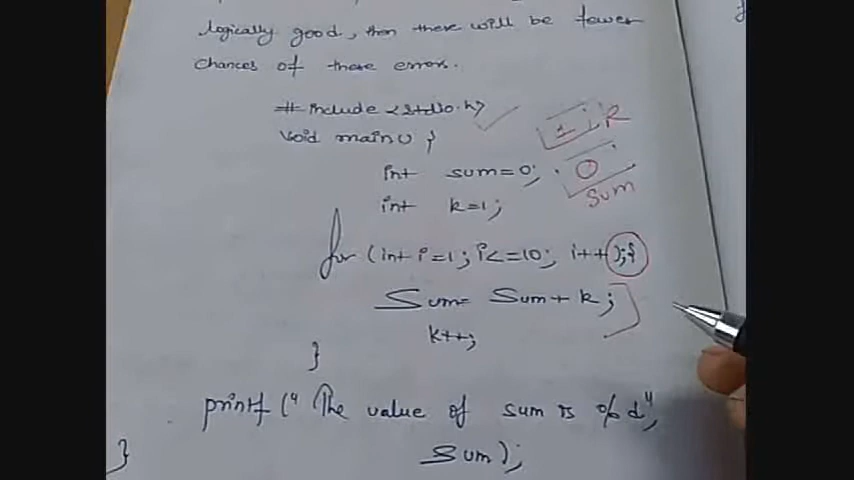 logically good, then there will be fewer
chances of these error.
# include <stdio.h>
Void main() {
int sum=0;
int k=1;
1 k
0
sum
for (int i=1; i<=10; i++);{
Sum= Sum+ k;
k++;
}
printf (" The value of sum is %d",
Sum);
}